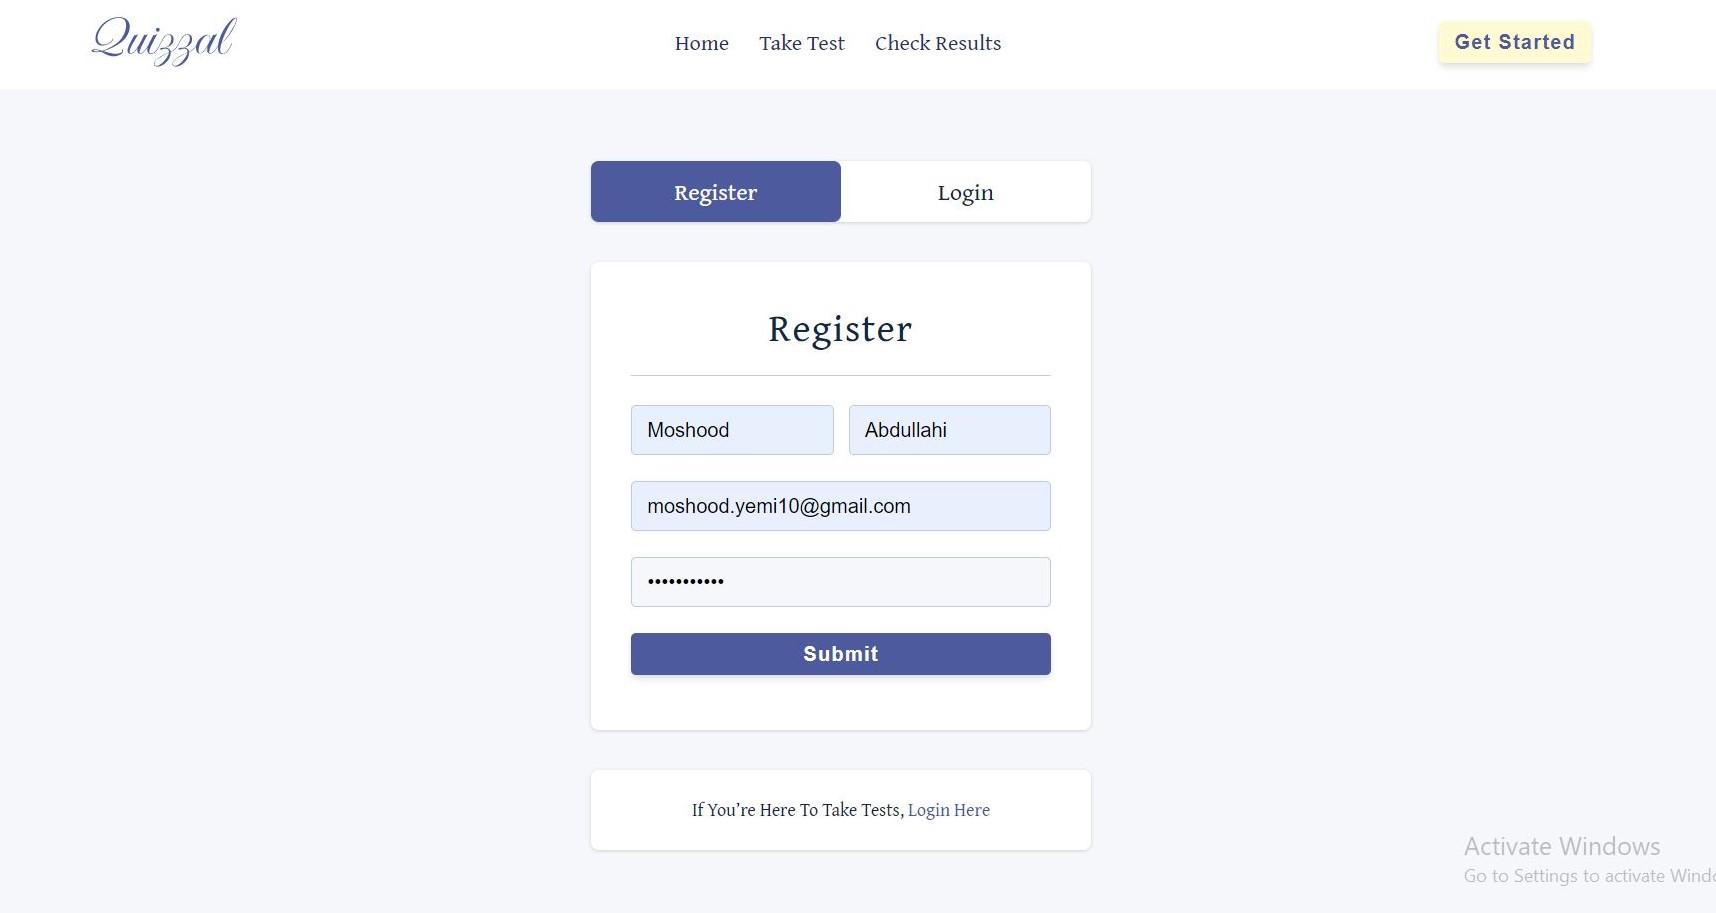 Quizzal
Home Take Test Check Results
Get Started
Register Login
Register
Moshood Abdullahi
moshood.yemi10@gmail.com
•••••••••••
Submit
If You’re Here To Take Tests, Login Here
Activate Windows
Go to Settings to activate Windo